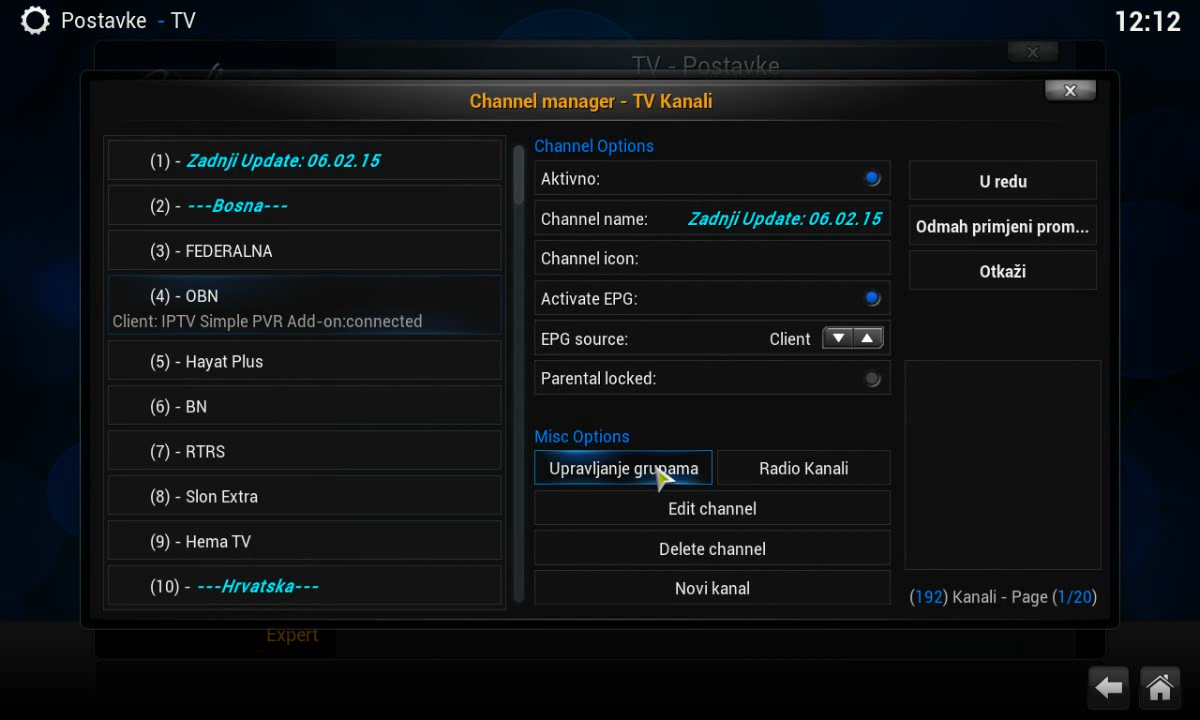 Postavke - TV
12:12
TV - Postavke
x
Channel manager - TV Kanali
x
(1) - Zadnji Update: 06.02.15
(2) - ---Bosna---
(3) - FEDERALNA
(4) - OBN
Client: IPTV Simple PVR Add-on:connected
(5) - Hayat Plus
(6) - BN
(7) - RTRS
(8) - Slon Extra
(9) - Hema TV
(10) - ---Hrvatska---
Channel Options
Aktivno:
Channel name: Zadnji Update: 06.02.15
Channel icon:
Activate EPG:
EPG source: Client
Parental locked:
Misc Options
Upravljanje grupama
Radio Kanali
Edit channel
Delete channel
Novi kanal
U redu
Odmah primjeni prom...
Otkaži
(192) Kanali - Page (1/20)
Expert